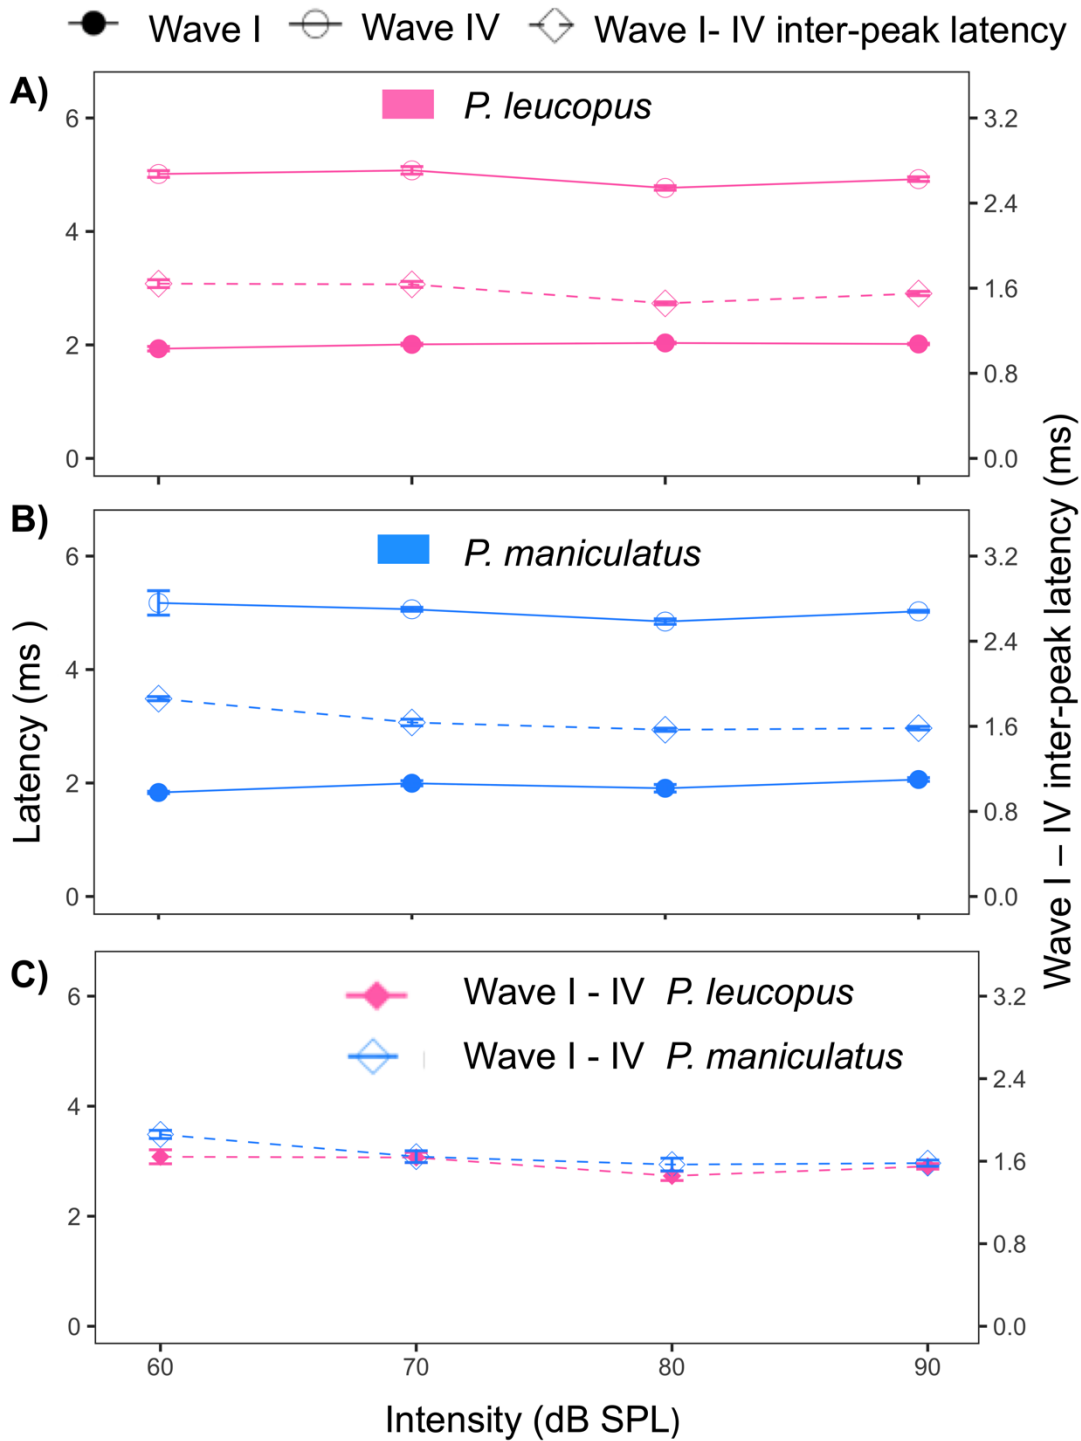 Wave I Wave IV Wave I- IV inter-peak latency
A)
P. leucopus
6 3.2
2.4
4
1.6
2
0.8
0 0.0
B)
P. maniculatus
6 3.2
2.4
4
1.6
2
0.8
0 0.0
Latency (ms )
Wave I – IV inter-peak latency (ms)
C)
Wave I - IV P. leucopus
6 3.2
Wave I - IV P. maniculatus
2.4
4
1.6
2
0.8
0 0.0
60 70 80 90
Intensity (dB SPL)